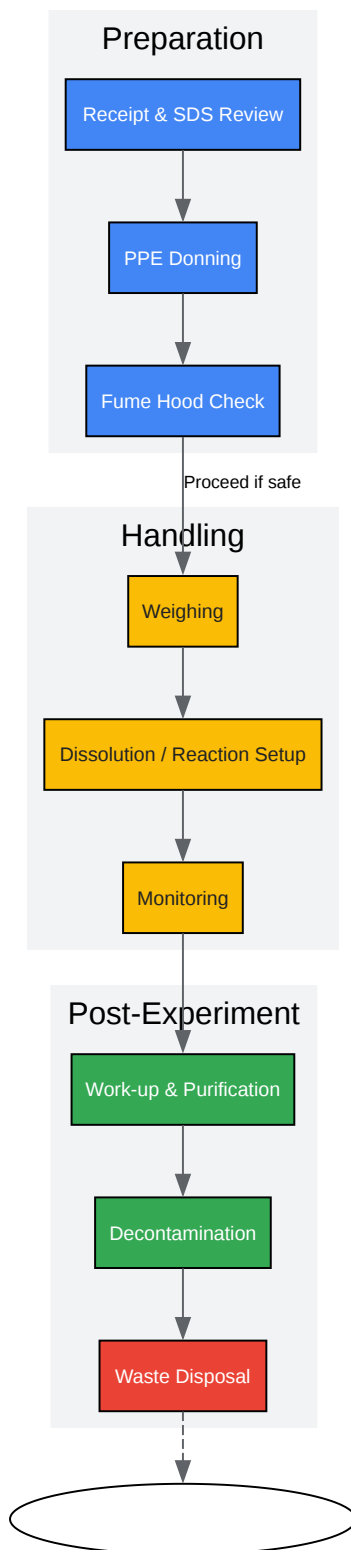 Preparation
Receipt & SDS Review
PPE Donning
Fume Hood Check
Proceed if safe
Handling
Weighing
Dissolution / Reaction Setup
Monitoring
Post-Experiment
Work-up & Purification
Decontamination
Waste Disposal